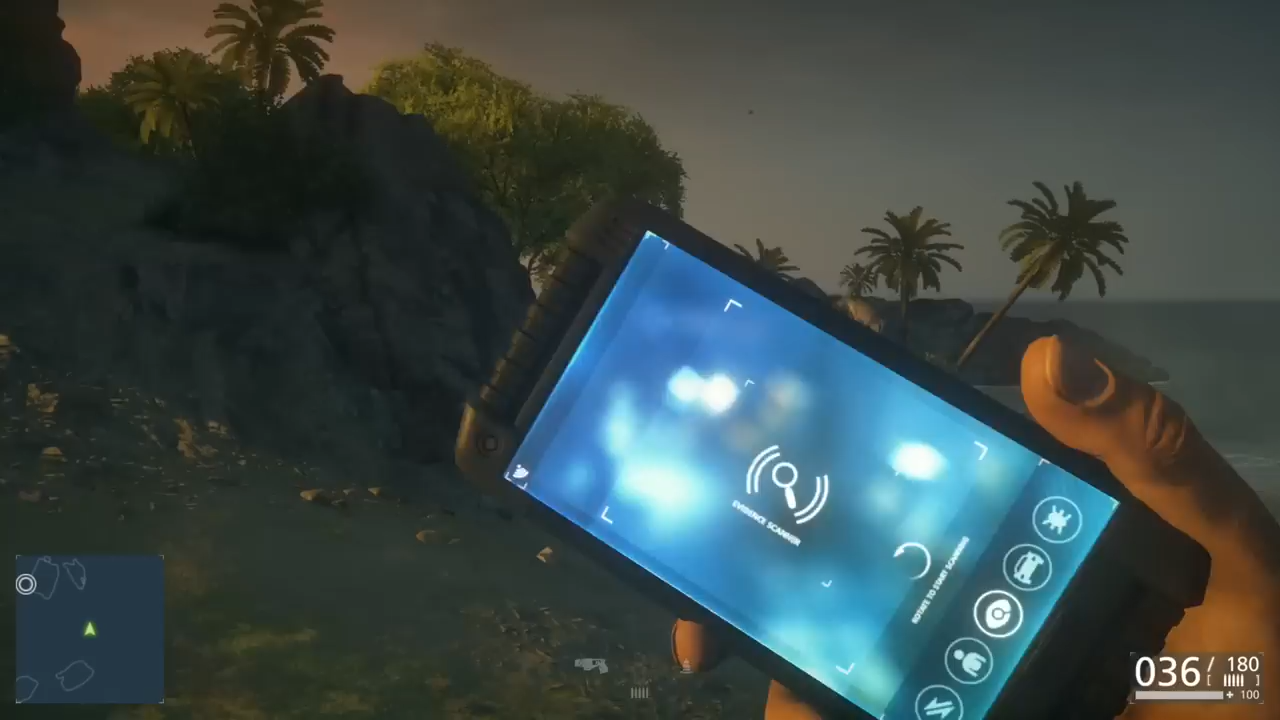 EVIDENCE SCANNER
ROTATE TO START SCANNING
036 / 180
[ ]
+ 100